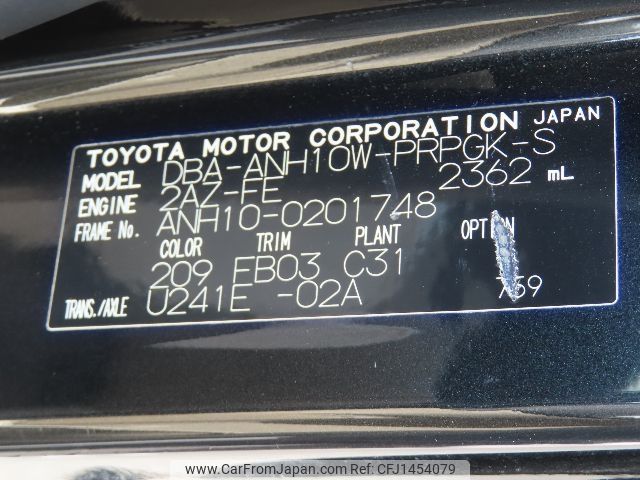 TOYOTA MOTOR CORPORATION JAPAN
MODEL DBA-ANH10W-PRPGK-S
ENGINE 2AZ-FE 2362 mL
FRAME No. ANH10-0201748
COLOR TRIM PLANT
209 EB03 C31
TRANS./AXLE U241E -02A
www.CarFromJapan.com | Ref.No CFJ1454079